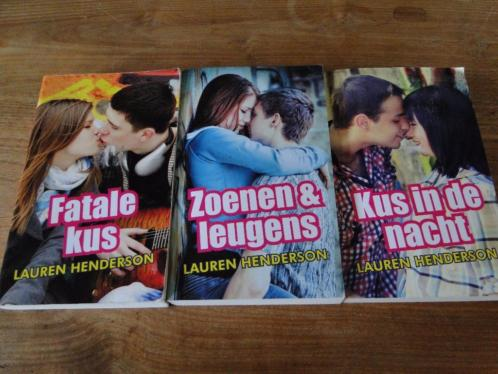 Fatale
kus
LAUREN HENDERSON
Zoenen &
leugens
LAUREN HENDERSON
Kus in de
nacht
LAUREN HENDERSON